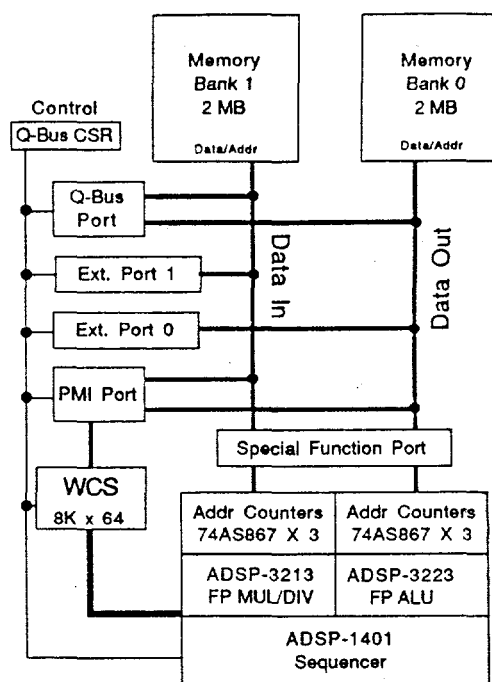 Memory
Bank 1
2 MB
Data/Addr
Memory
Bank 0
2 MB
Data/Addr
Control
Q-Bus CSR
Q-Bus
Port
Ext. Port 1
Ext. Port 0
PMI Port
Data In
Data Out
Special Function Port
WCS
8K x 64
Addr Counters
74AS867 X 3
Addr Counters
74AS867 X 3
ADSP-3213
FP MUL/DIV
ADSP-3223
FP ALU
ADSP-1401
Sequencer